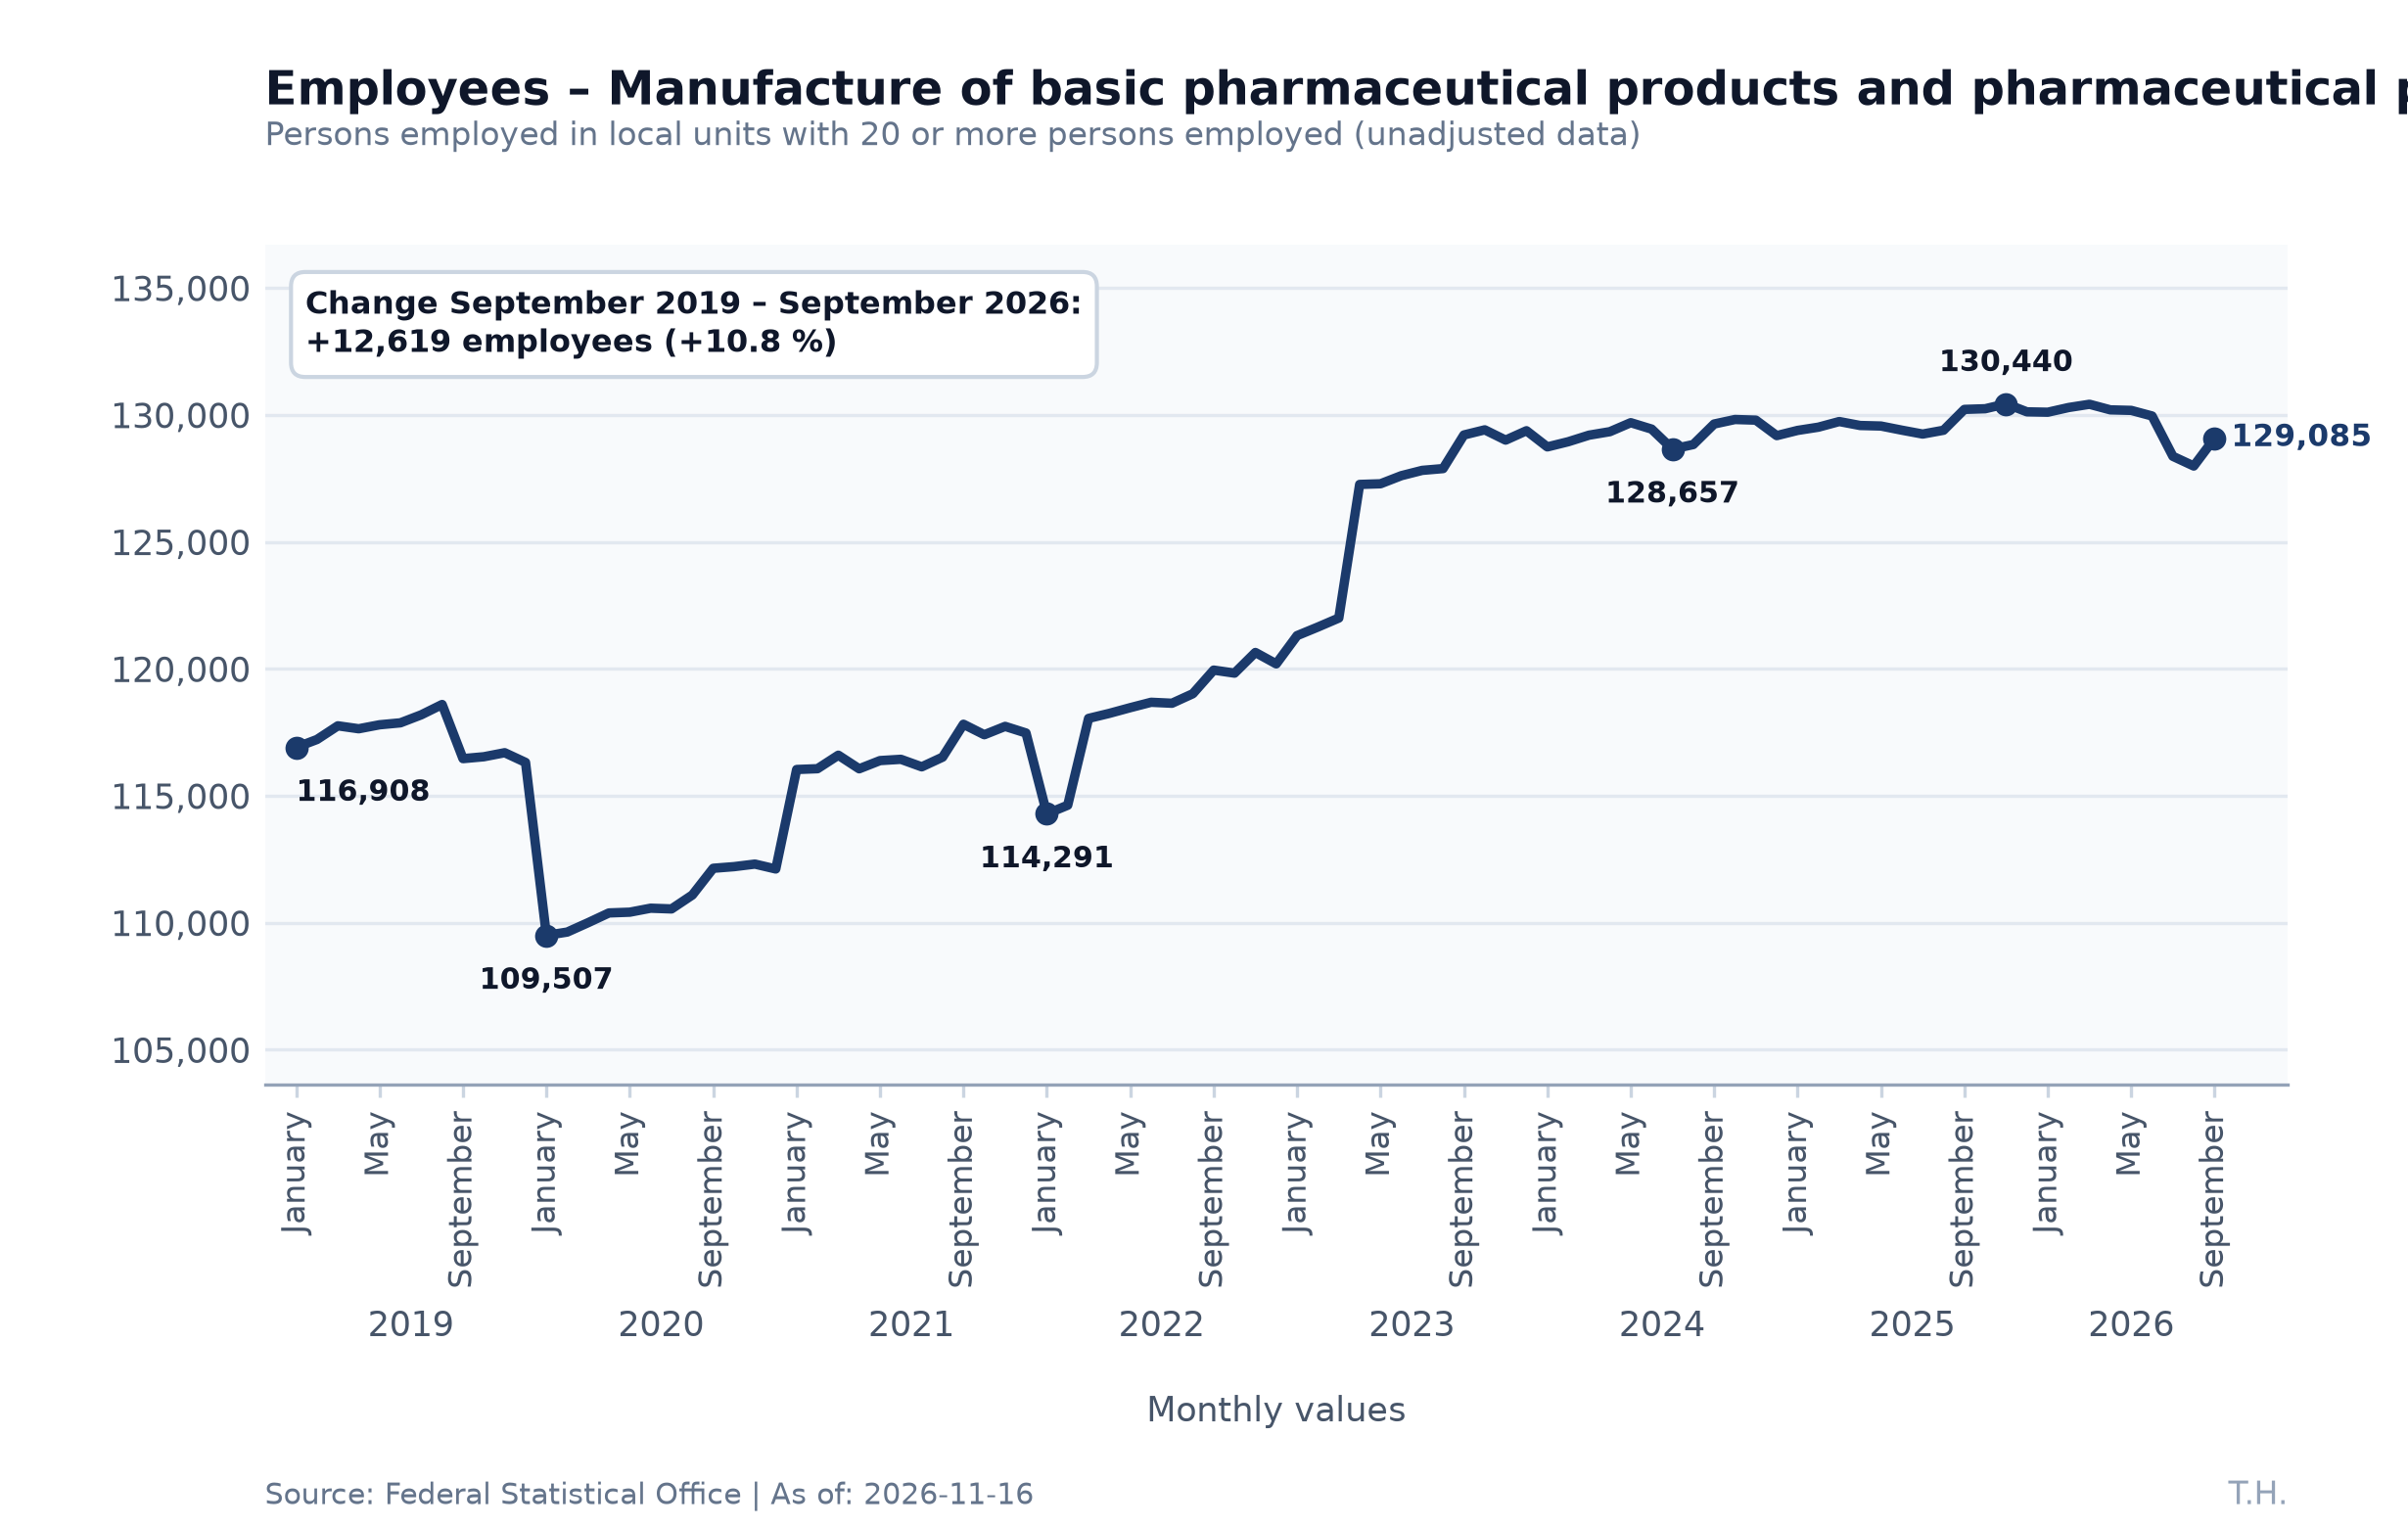 Employees – Manufacture of basic pharmaceutical products and pharmaceutical
Persons employed in local units with 20 or more persons employed (unadjusted data)
135,000
Change September 2019 – September 2026:
+12,619 employees (+10.8 %)
130,440
130,000
129,085
128,657
125,000
120,000
116,908
115,000
114,291
110,000
109,507
105,000
January May September January May September January May September January May September January May September January May September January May September January May September
2019 2020 2021 2022 2023 2024 2025 2026
Monthly values
Source: Federal Statistical Office | As of: 2026-11-16
T.H.